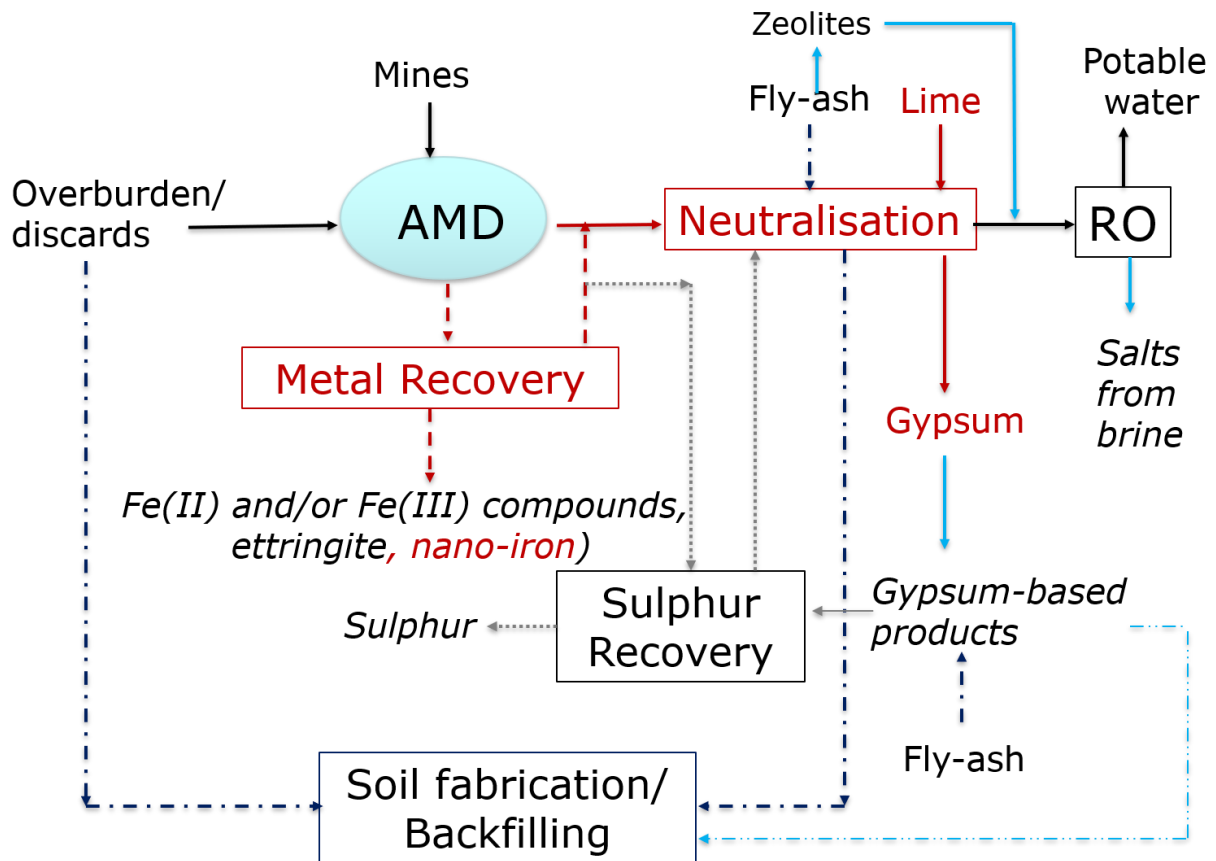 Zeolites
Mines
Fly-ash
Lime
Potable
water
Overburden/
discards
AMD
Neutralisation
RO
Metal Recovery
Salts
from
brine
Gypsum
Fe(II) and/or Fe(III) compounds,
ettringite, nano-iron)
Sulphur
Sulphur
Recovery
Gypsum-based
products
Fly-ash
Soil fabrication/
Backfilling